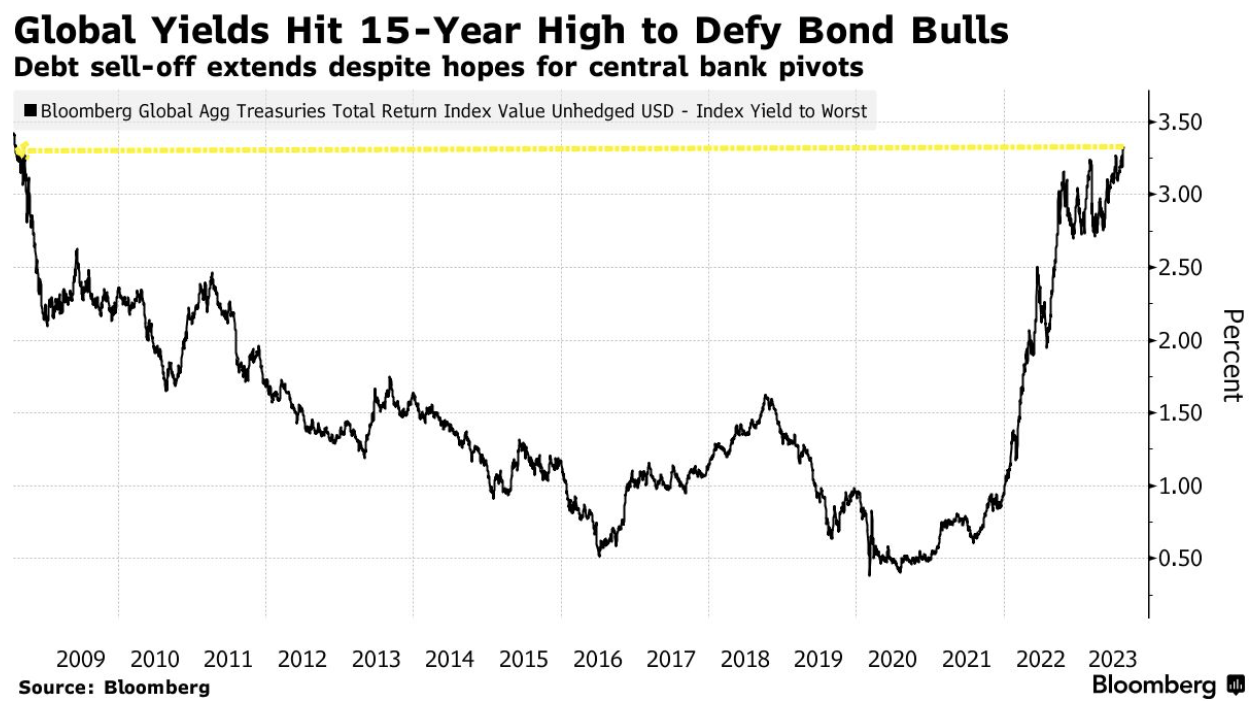 Global Yields Hit 15-Year High to Defy Bond Bulls
Debt sell-off extends despite hopes for central bank pivots
Bloomberg Global Agg Treasuries Total Return Index Value Unhedged USD - Index Yield to Worst
3.50
3.00
2.50
2.00
1.50
1.00
0.50
Percent
2009 2010 2011 2012 2013 2014 2015 2016 2017 2018 2019 2020 2021 2022 2023
Source: Bloomberg
Bloomberg